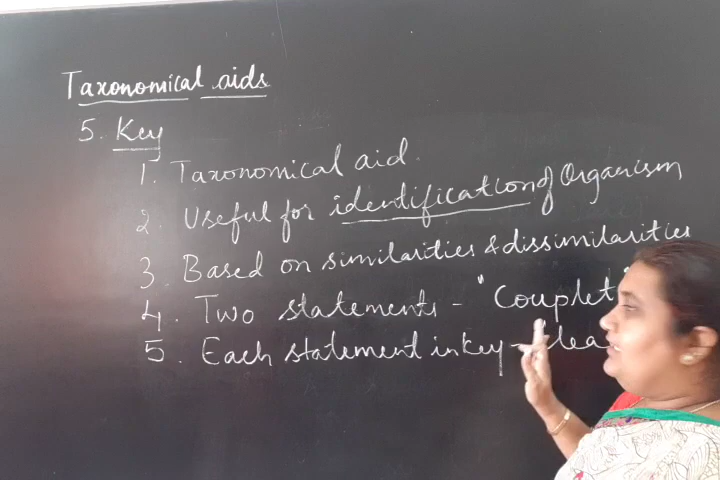 Taxonomical aids
5. Key
1. Taxonomical aid.
2. Useful for identification of Organism
3. Based on similarities & dissimilarities
4. Two statements - "Couplet"
5. Each statement in key -